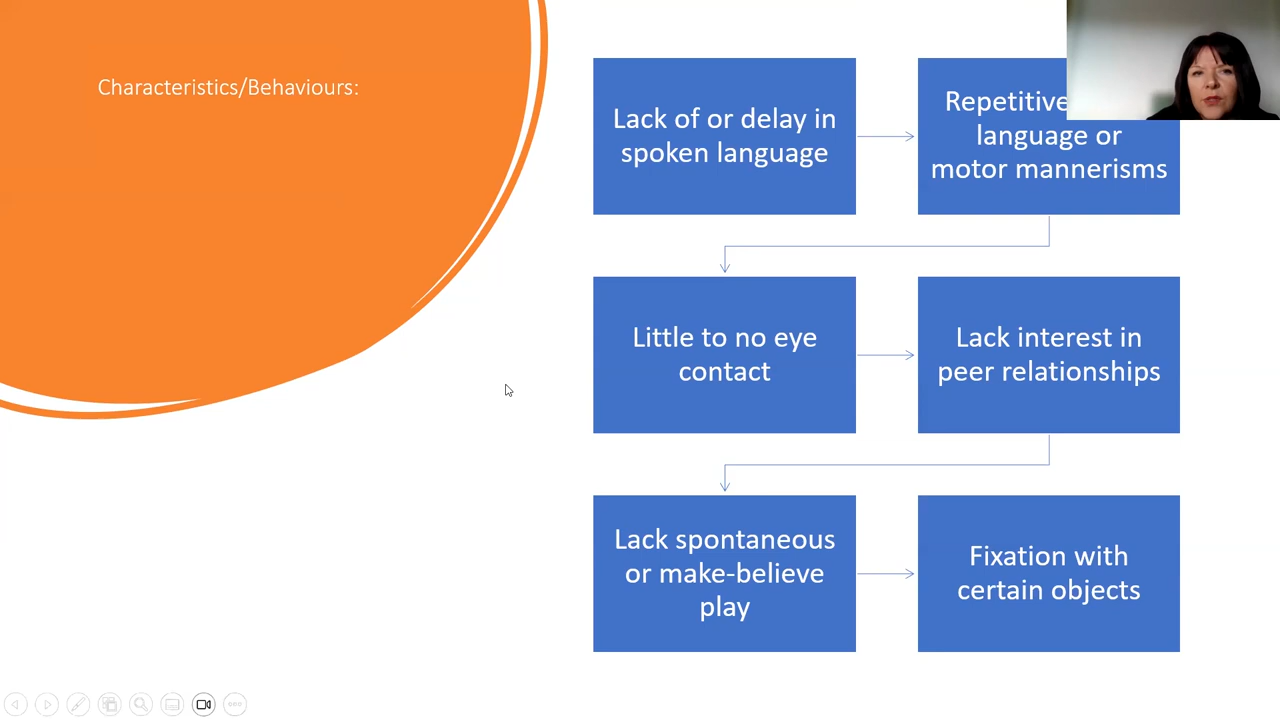 Characteristics/Behaviours:
Lack of or delay in
spoken language
Repetitive
language or
motor mannerisms
Little to no eye
contact
Lack interest in
peer relationships
Lack spontaneous
or make-believe
play
Fixation with
certain objects